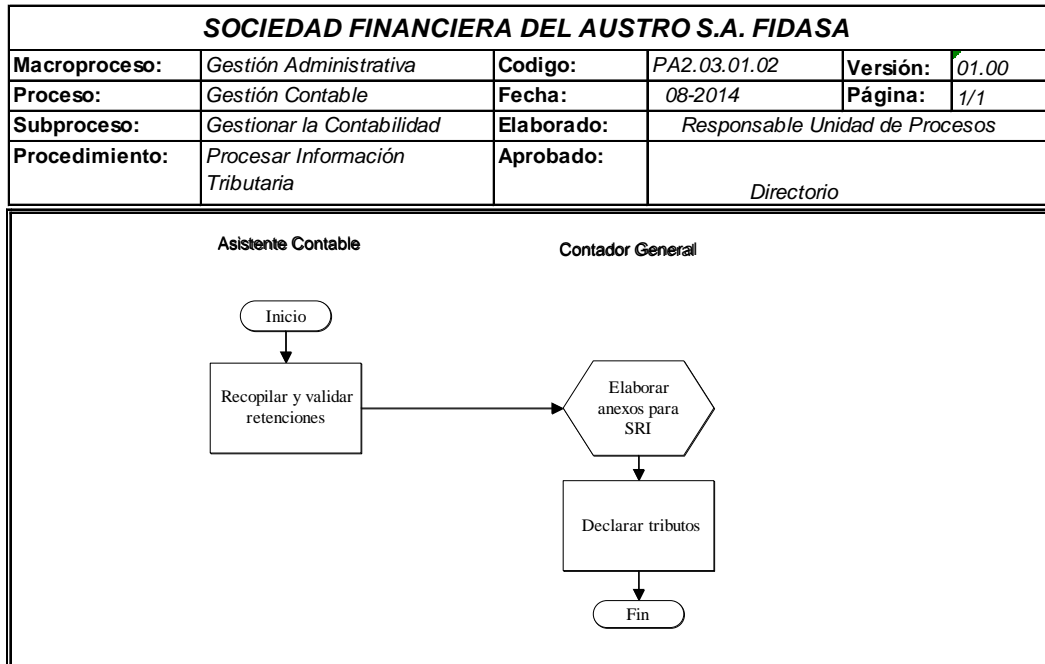 SOCIEDAD FINANCIERA DEL AUSTRO S.A. FIDASA
Macroproceso: Gestión Administrativa Codigo: PA2.03.01.02 Versión: 01.00
Proceso: Gestión Contable Fecha: 08-2014 Página: 1/1
Subproceso: Gestionar la Contabilidad Elaborado: Responsable Unidad de Procesos
Procedimiento: Procesar Información Aprobado:
Tributaria Directorio
Asistente Contable Contador General
Inicio
Recopilar y validar
retenciones
Elaborar
anexos para
SRI
Declarar tributos
Fin